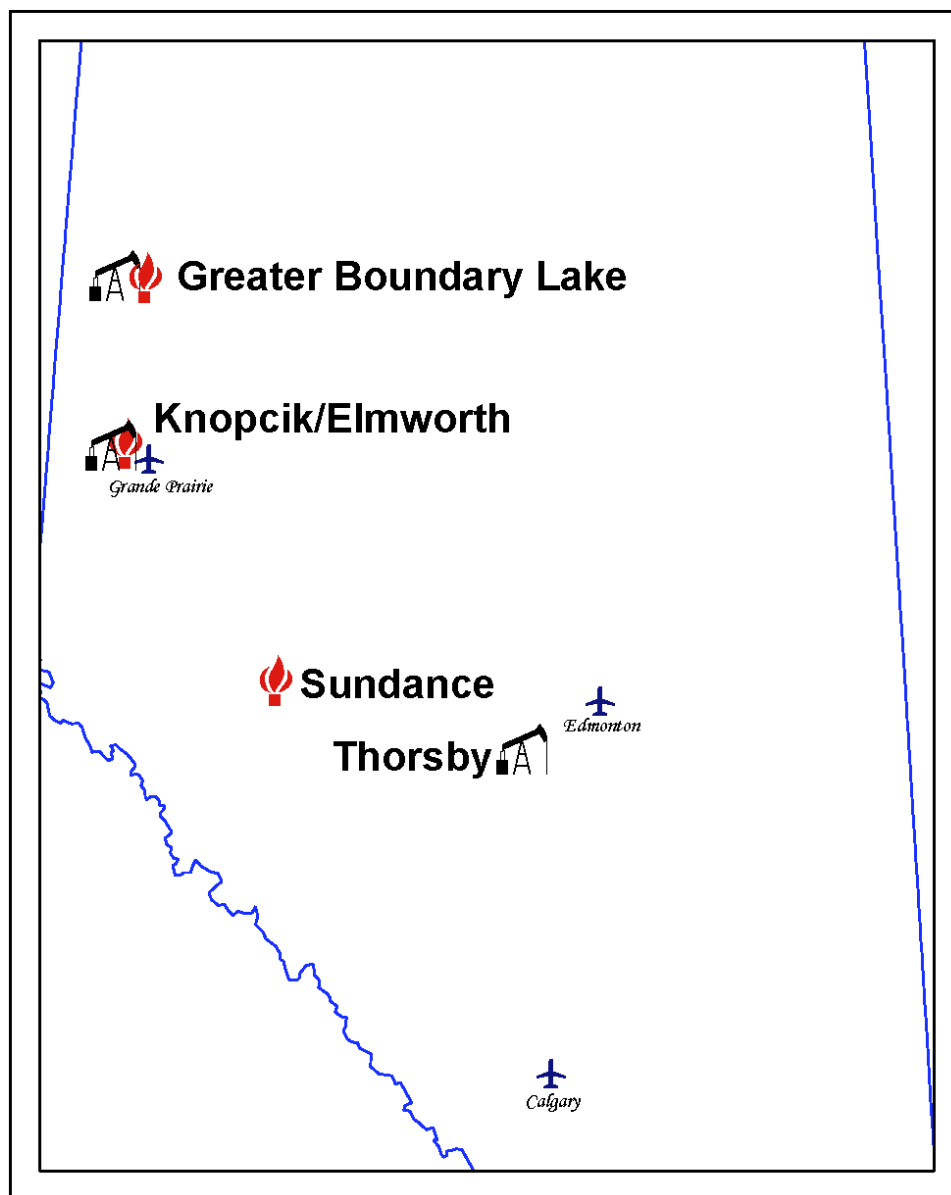 Greater Boundary Lake
Knopcik/Elmworth
Grande Prairie
Sundance
Edmonton
Thorsby
Calgary